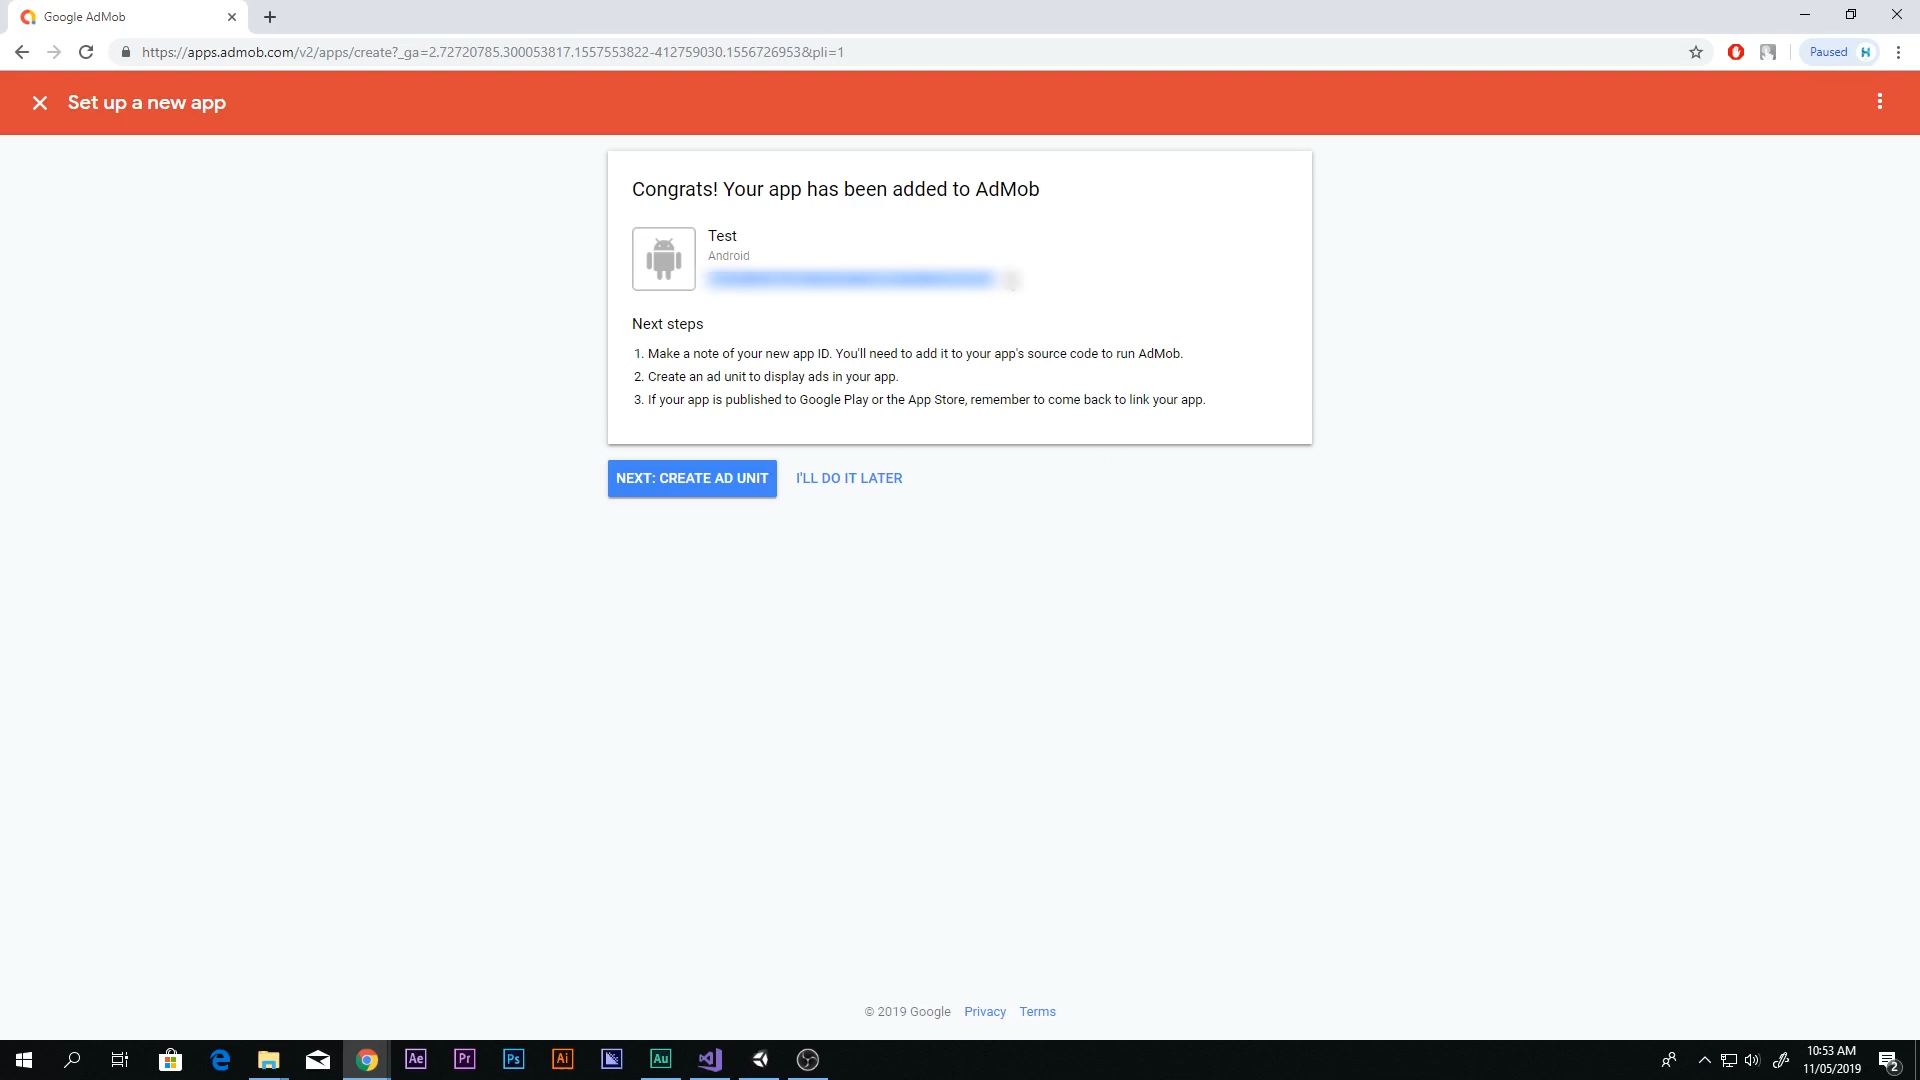 Google AdMob
https://apps.admob.com/v2/apps/create?_ga=2.72720785.300053817.1557553822-412759030.1556726953&pli=1
Paused H
Set up a new app
Congrats! Your app has been added to AdMob
Test
Android
Next steps
1. Make a note of your new app ID. You'll need to add it to your app's source code to run AdMob.
2. Create an ad unit to display ads in your app.
3. If your app is published to Google Play or the App Store, remember to come back to link your app.
NEXT: CREATE AD UNIT I'LL DO IT LATER
© 2019 Google Privacy Terms
Ae Pr Ps Ai Au
10:53 AM
11/05/2019
2